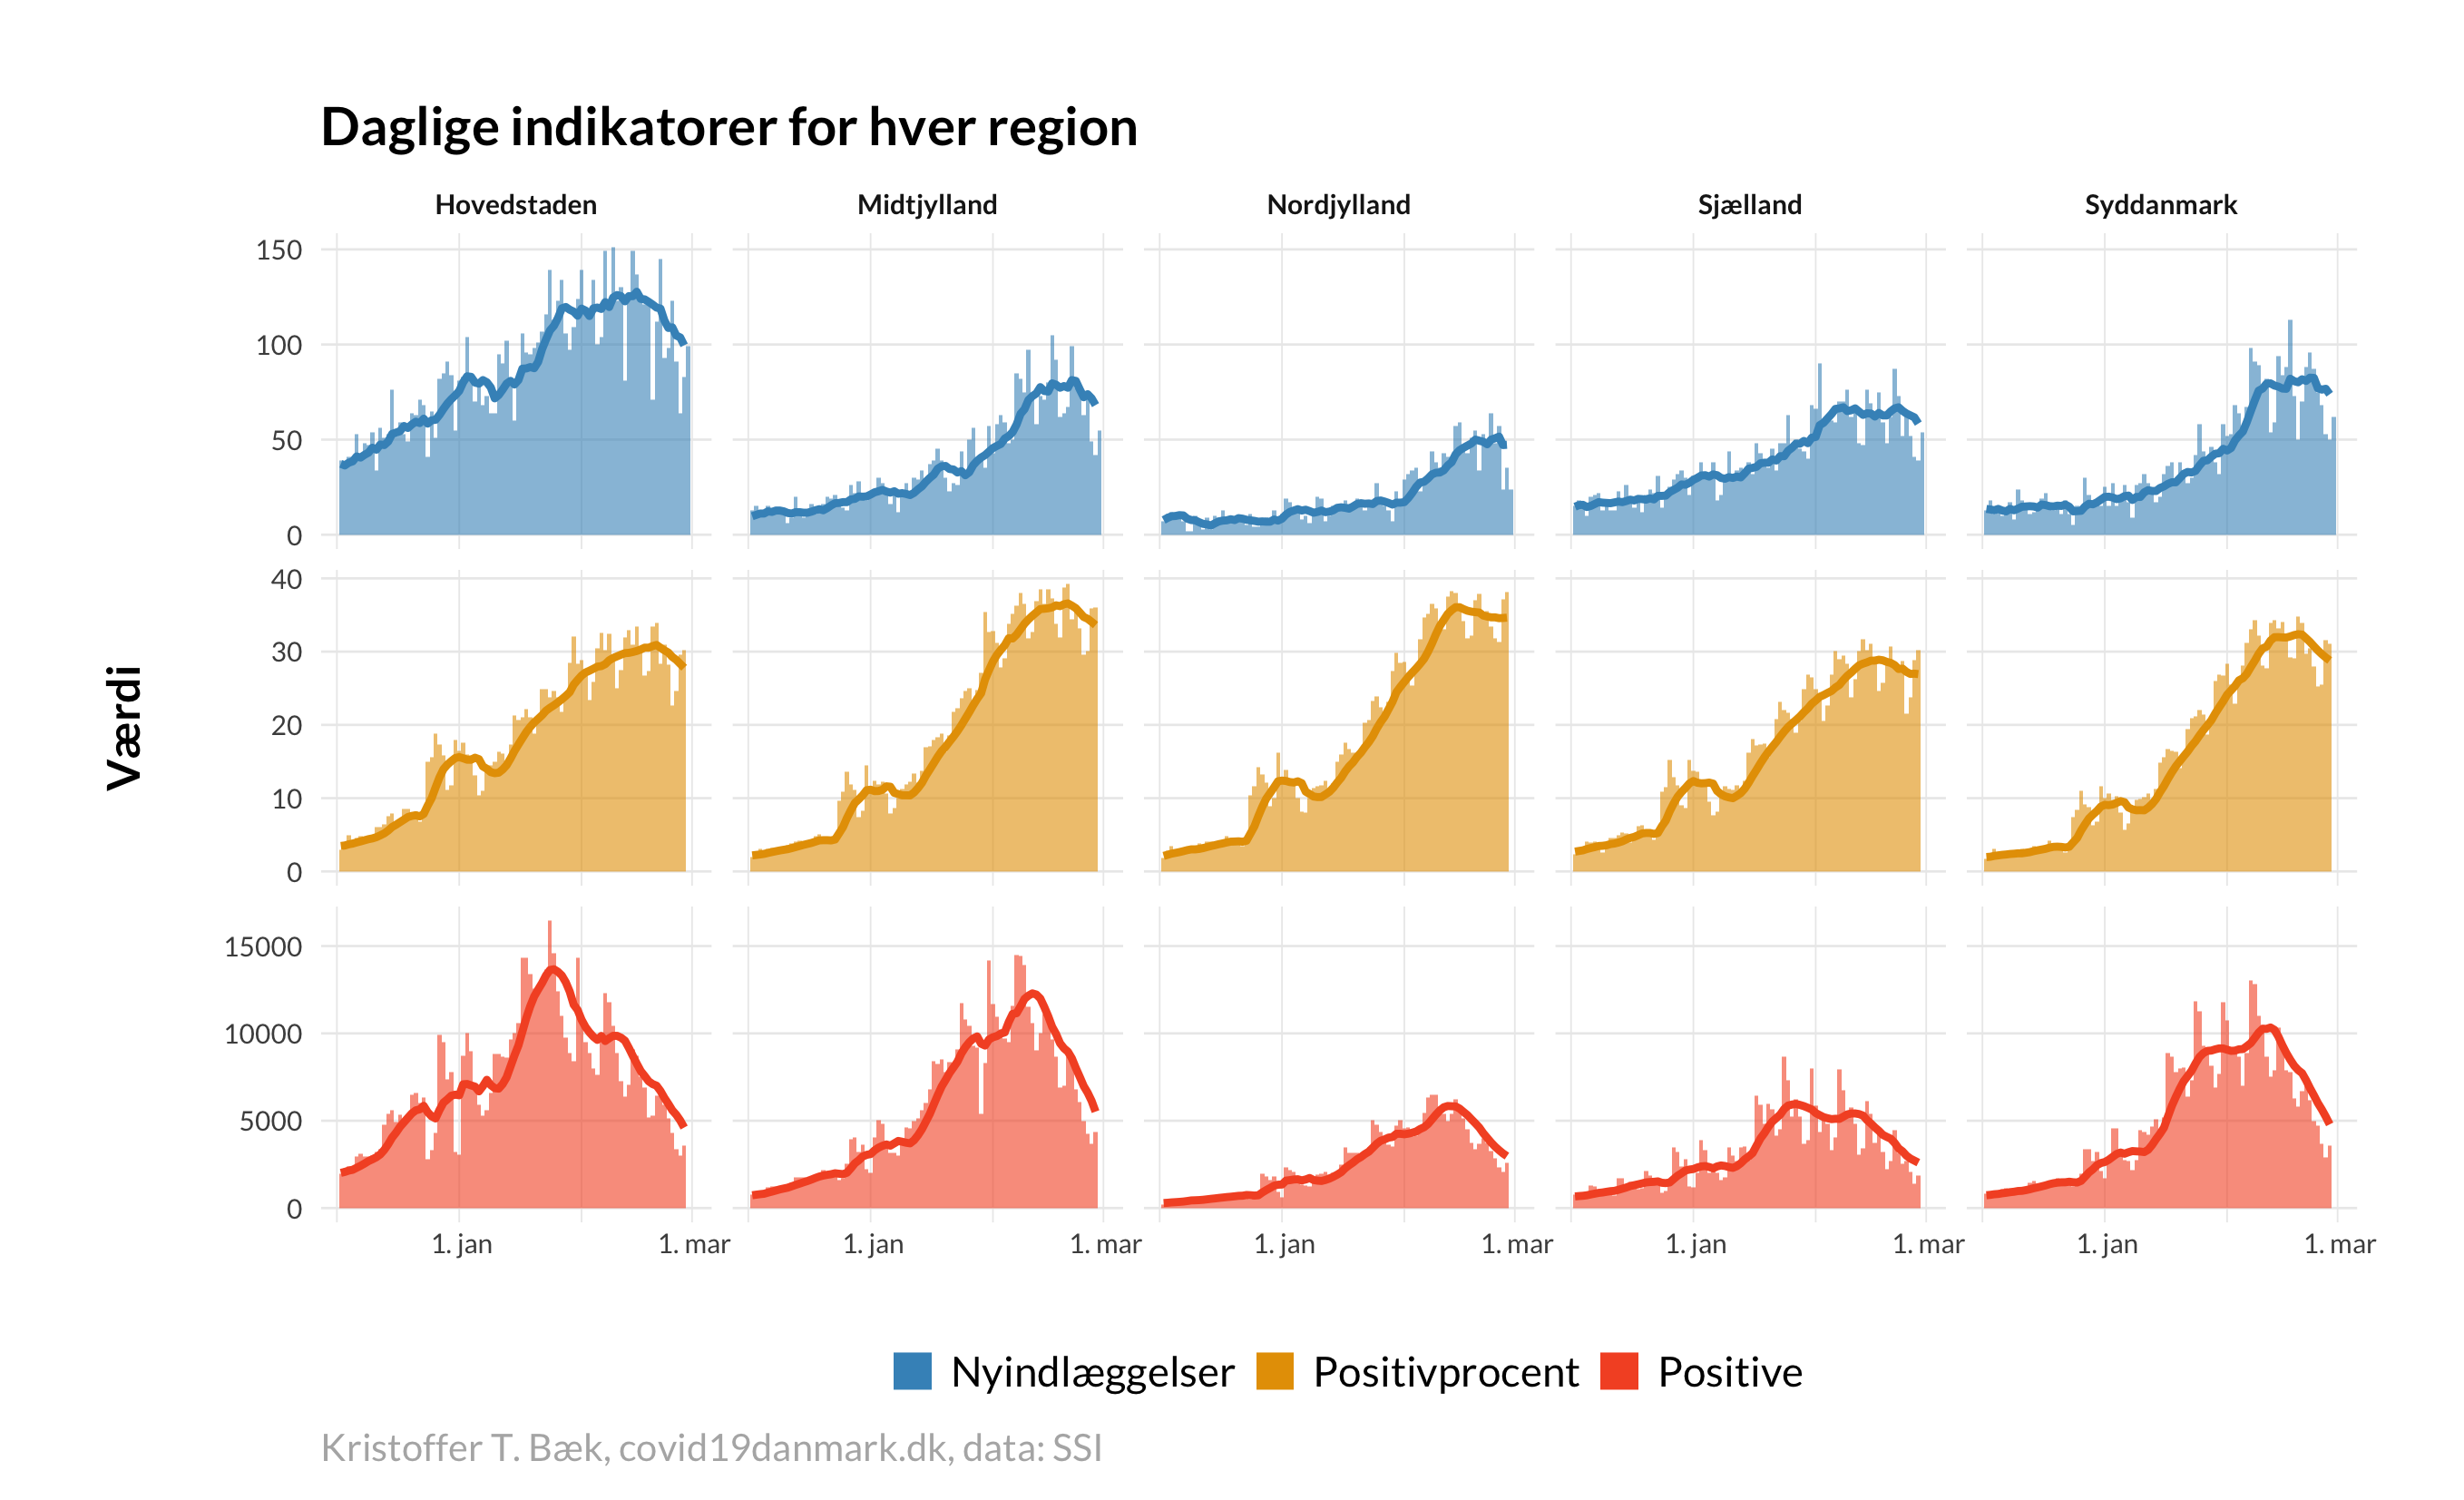 Daglige indikatorer for hver region
Hovedstaden Midtjylland Nordjylland Sjælland Syddanmark
150
100
50
0
40
30
20
10
0
15000
10000
5000
0
Værdi
1. jan 1. mar 1. jan 1. mar 1. jan 1. mar 1. jan 1. mar 1. jan 1. mar
Nyindlæggelser Positivprocent Positive
Kristoffer T. Bæk, covid19danmark.dk, data: SSI